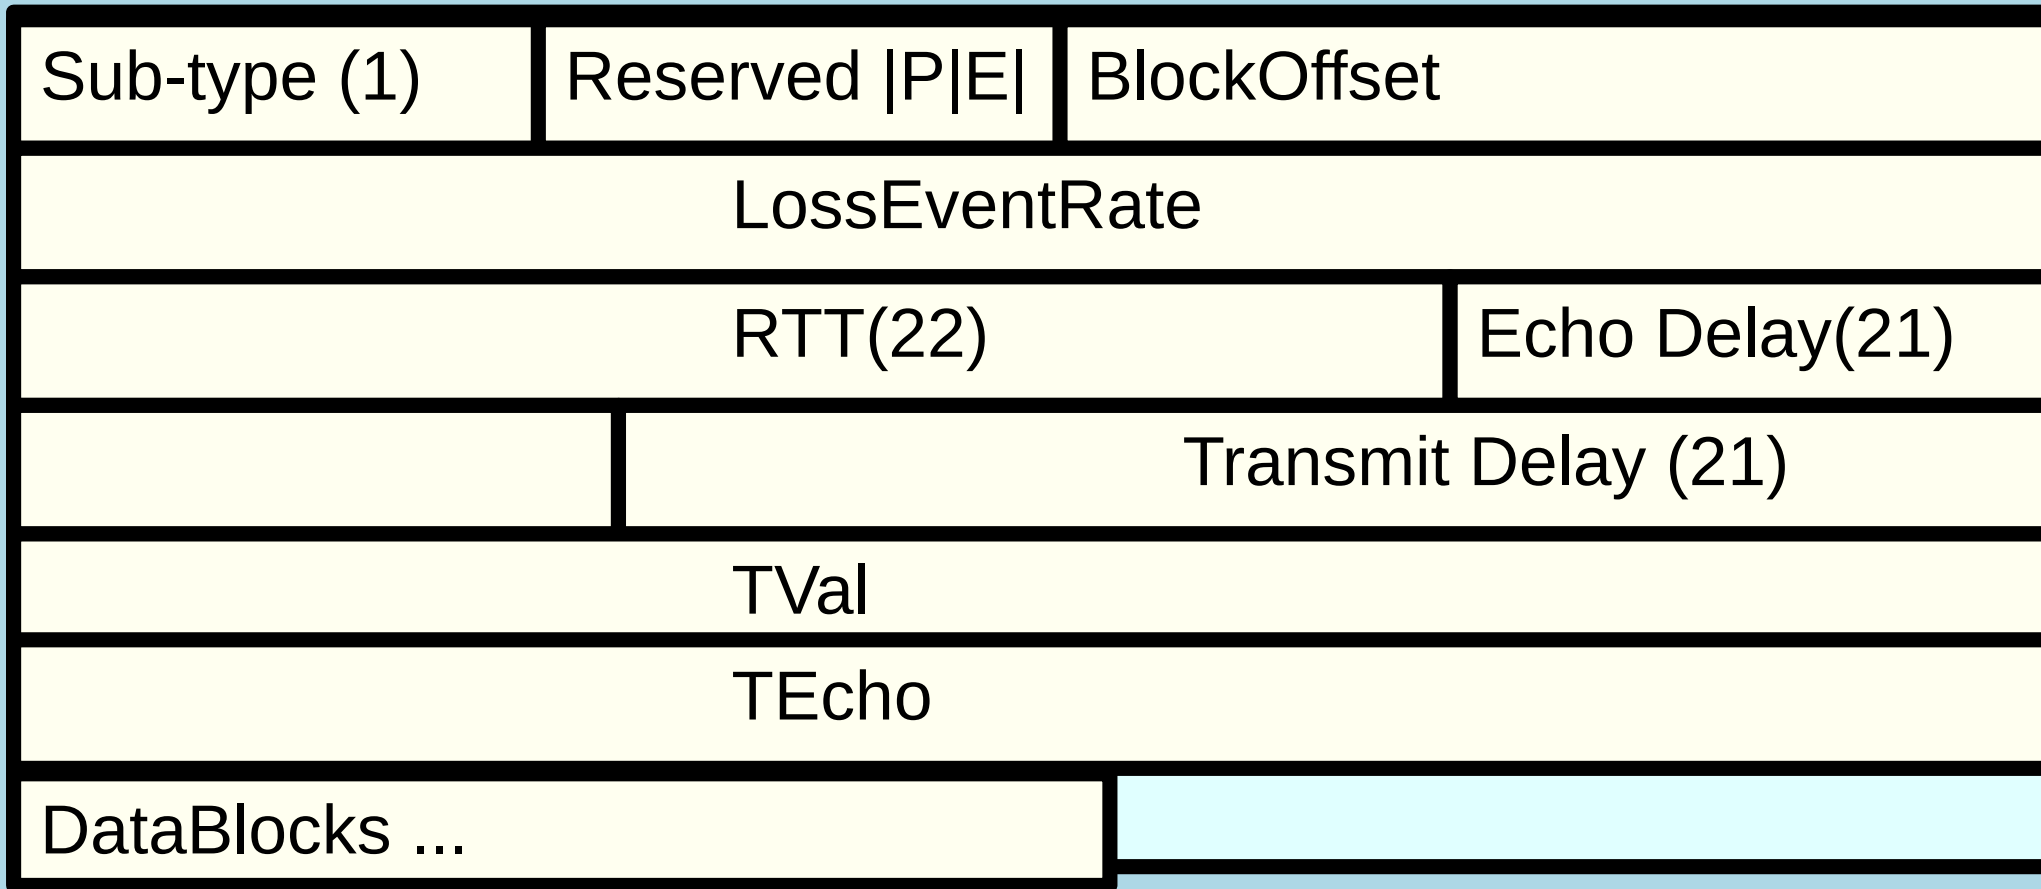 Sub-type (1) Reserved |P|E| BlockOffset
LossEventRate
RTT(22) Echo Delay(21)
Transmit Delay (21)
TVal
TEcho
DataBlocks ...